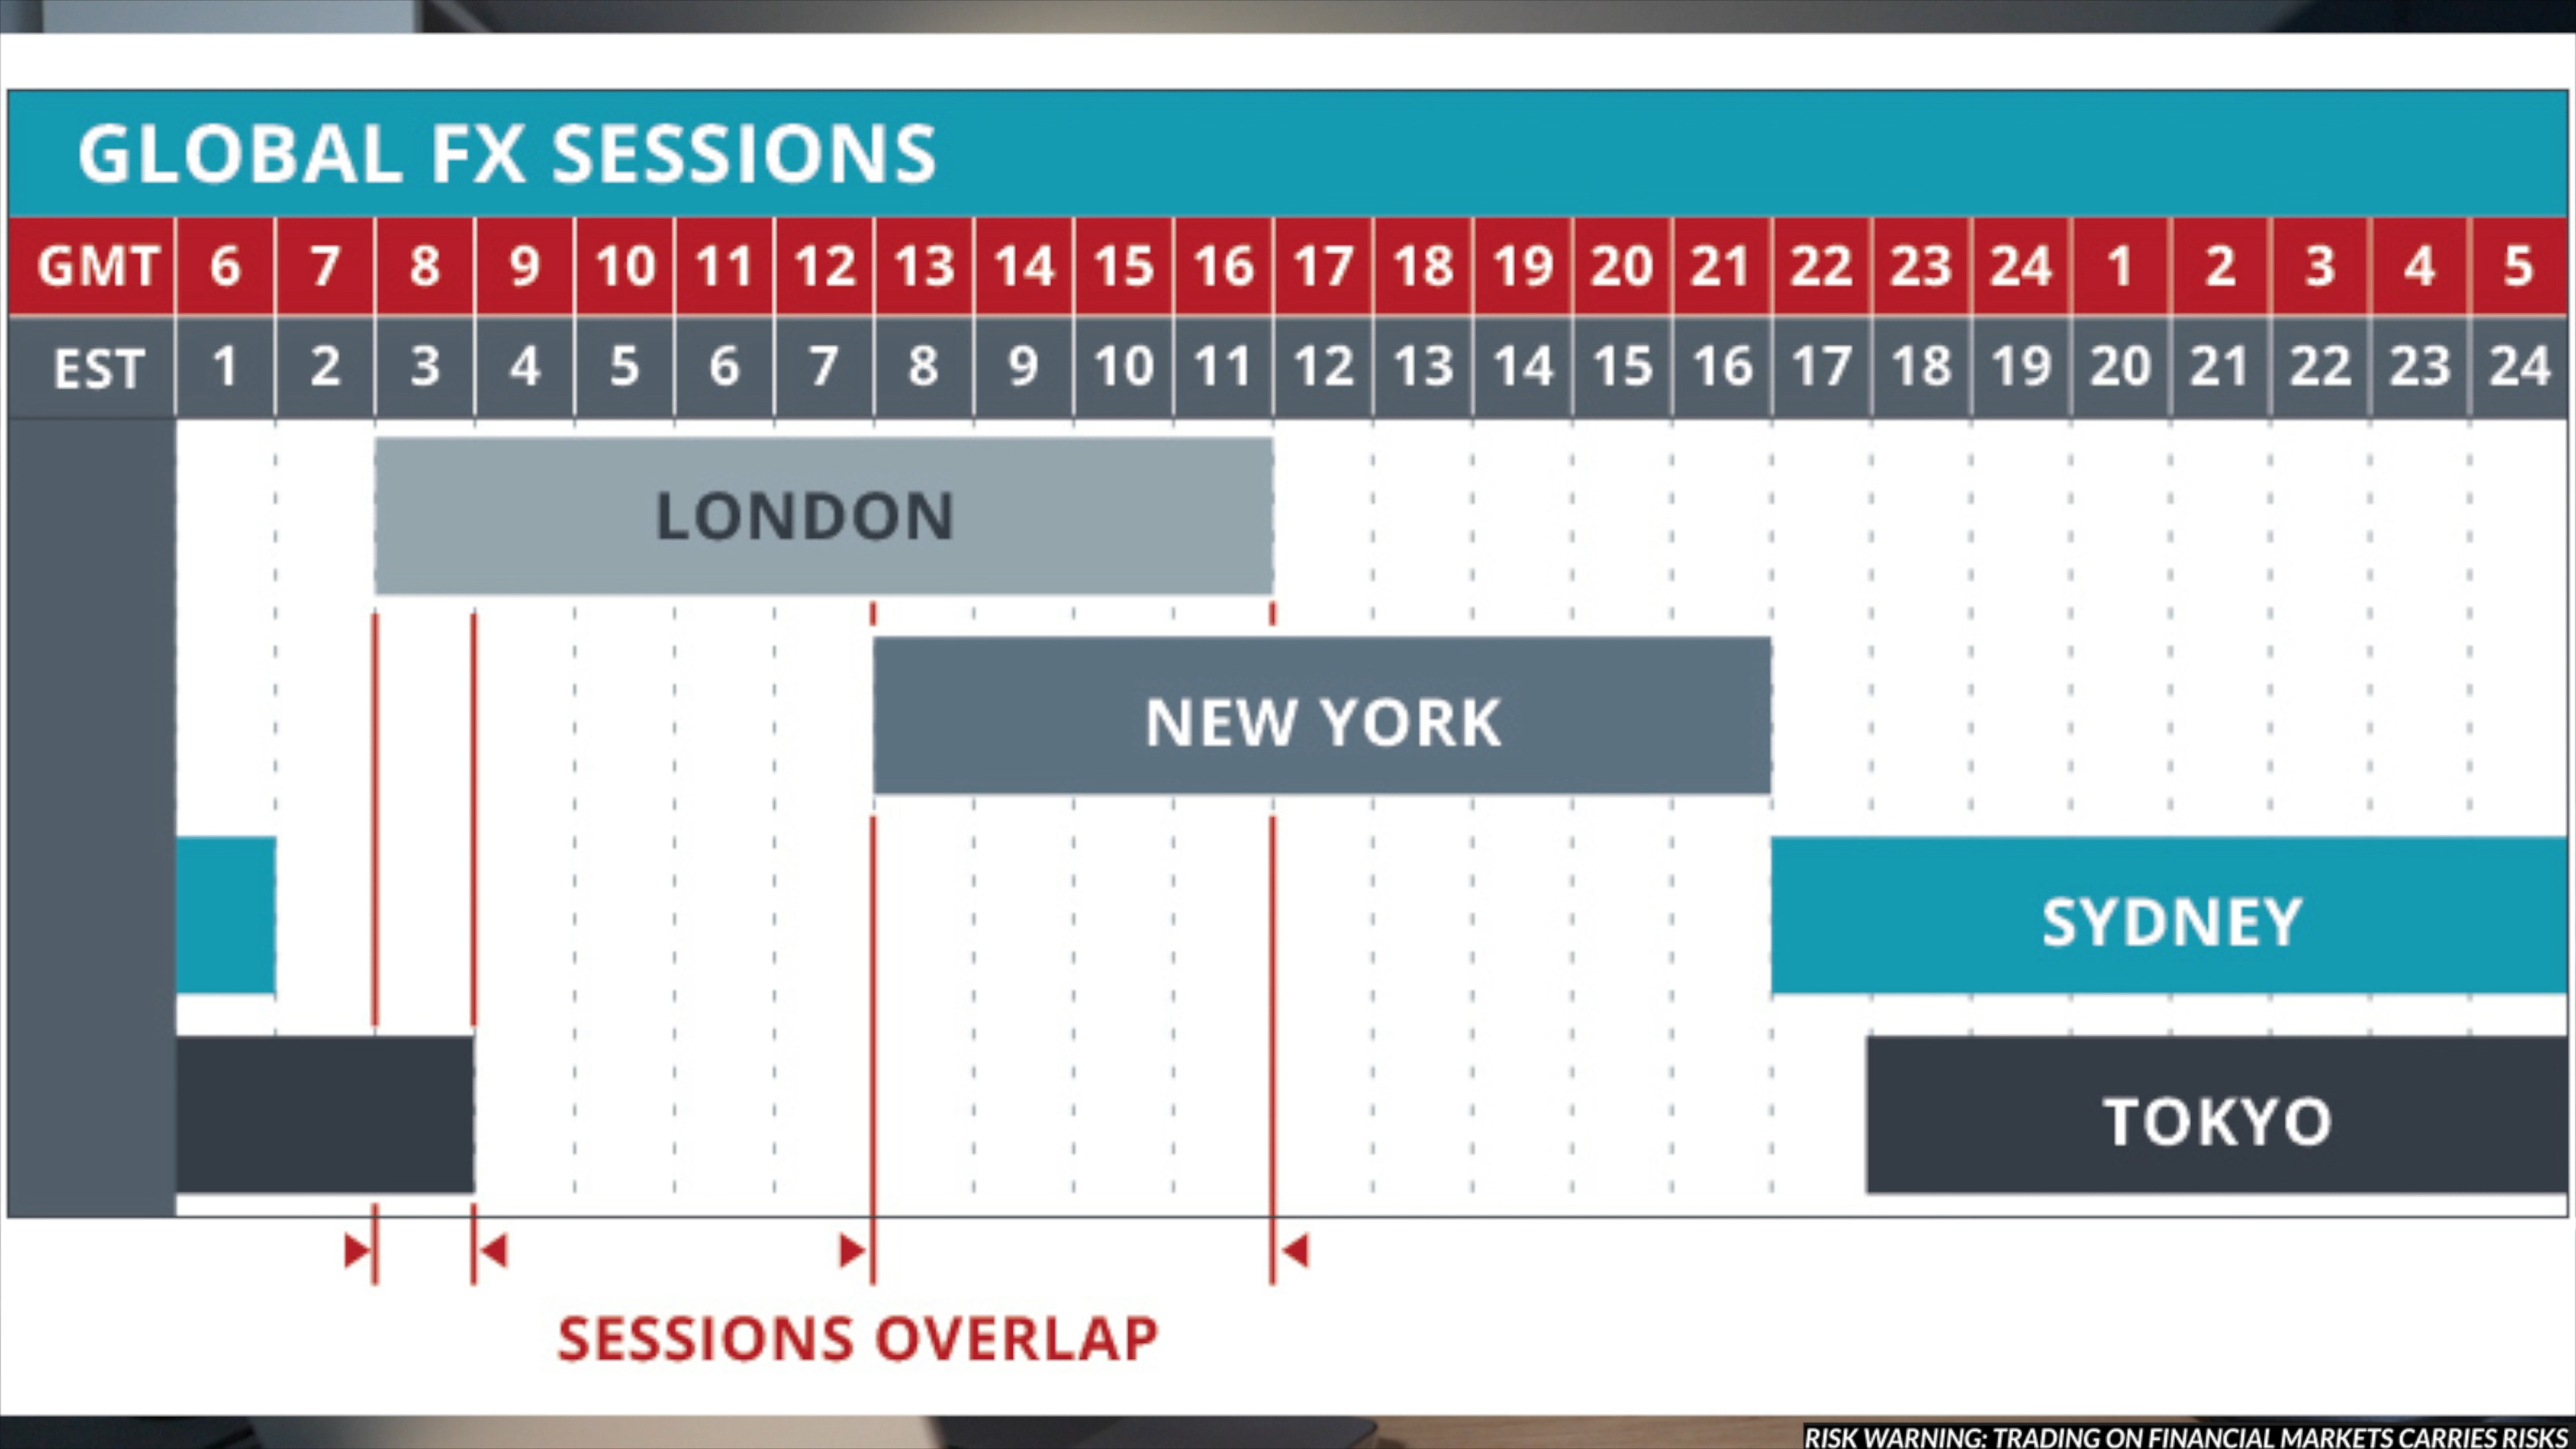 GLOBAL FX SESSIONS
GMT 6 7 8 9 10 11 12 13 14 15 16 17 18 19 20 21 22 23 24 1 2 3 4 5
EST 1 2 3 4 5 6 7 8 9 10 11 12 13 14 15 16 17 18 19 20 21 22 23 24
LONDON
NEW YORK
SYDNEY
TOKYO
SESSIONS OVERLAP
RISK WARNING: TRADING ON FINANCIAL MARKETS CARRIES RISKS